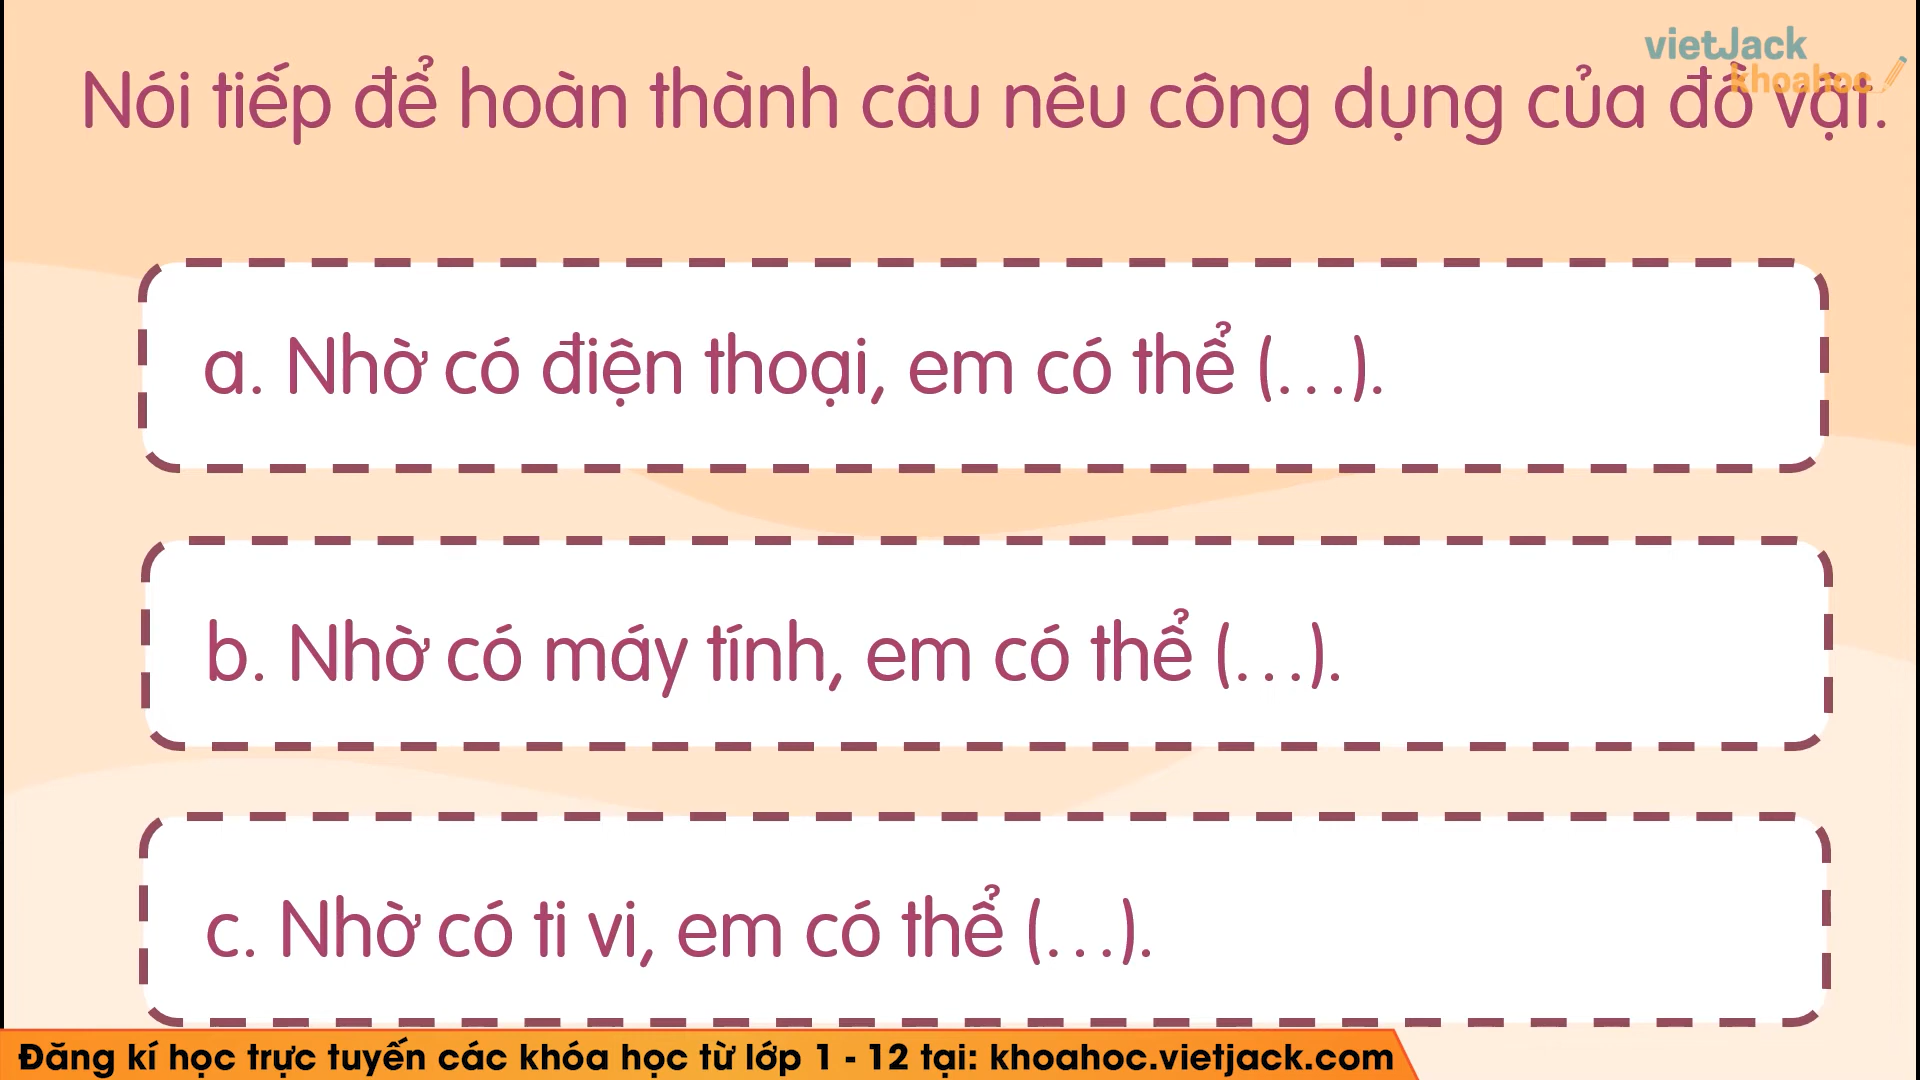 vietJack
khoahoc
Nói tiếp để hoàn thành câu nêu công dụng của đồ vật.
a. Nhờ có điện thoại, em có thể (...).
b. Nhờ có máy tính, em có thể (...).
c. Nhờ có ti vi, em có thể (...).
Đăng kí học trực tuyến các khóa học từ lớp 1 - 12 tại: khoahoc.vietjack.com